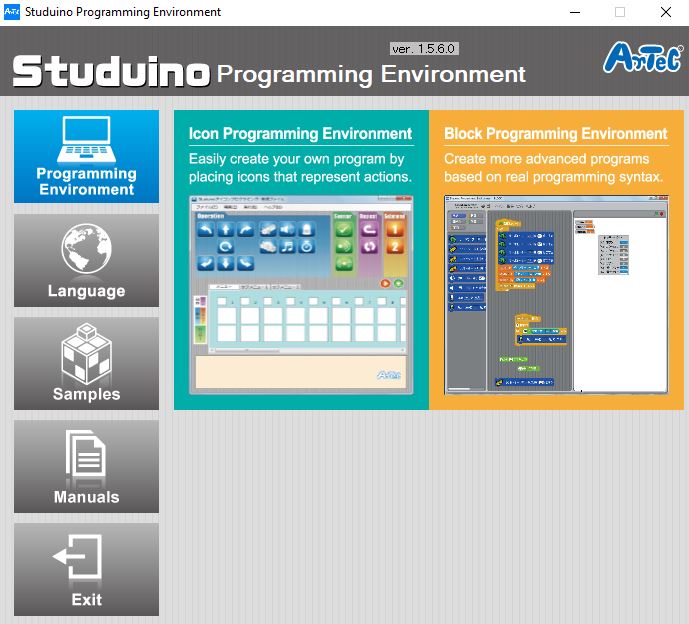 Studuino Programming Environment
ver. 1.5.6.0
Studuino Programming Environment
ArTeC
Programming
Environment
Language
Samples
Manuals
Exit
Icon Programming Environment
Easily create your own program by
placing icons that represent actions.
Operation
Sensor
Repeat
ArTeC
Block Programming Environment
Create more advanced programs
based on real programming syntax.